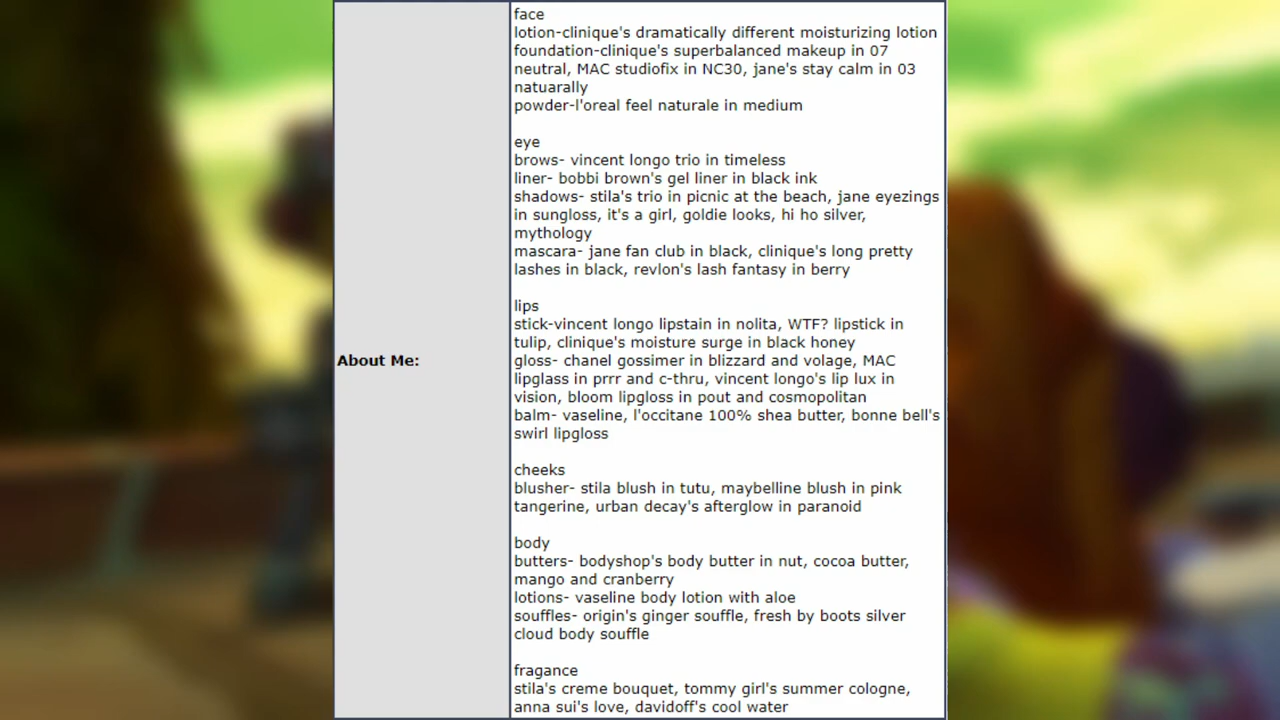 face
lotion-clinique's dramatically different moisturizing lotion
foundation-clinique's superbalanced makeup in 07
neutral, MAC studiofix in NC30, jane's stay calm in 03
natuarally
powder-l'oreal feel naturale in medium
eye
brows- vincent longo trio in timeless
liner- bobbi brown's gel liner in black ink
shadows- stila's trio in picnic at the beach, jane eyezings
in sungloss, it's a girl, goldie looks, hi ho silver,
mythology
mascara- jane fan club in black, clinique's long pretty
lashes in black, revlon's lash fantasy in berry
lips
stick-vincent longo lipstain in nolita, WTF? lipstick in
tulip, clinique's moisture surge in black honey
About Me:
gloss- chanel gossimer in blizzard and volage, MAC
lipglass in prrr and c-thru, vincent longo's lip lux in
vision, bloom lipgloss in pout and cosmopolitan
balm- vaseline, l'occitane 100% shea butter, bonne bell's
swirl lipgloss
cheeks
blusher- stila blush in tutu, maybelline blush in pink
tangerine, urban decay's afterglow in paranoid
body
butters- bodyshop's body butter in nut, cocoa butter,
mango and cranberry
lotions- vaseline body lotion with aloe
souffles- origin's ginger souffle, fresh by boots silver
cloud body souffle
fragance
stila's creme bouquet, tommy girl's summer cologne,
anna sui's love, davidoff's cool water